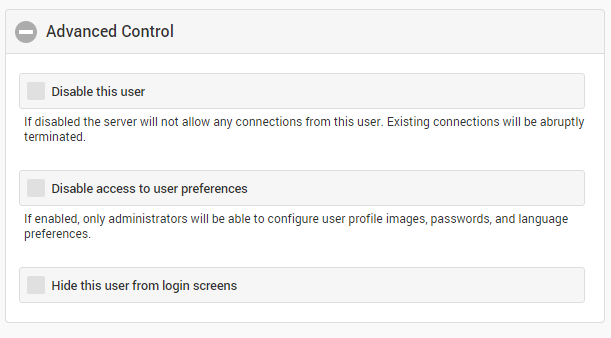 Advanced Control
Disable this user
If disabled the server will not allow any connections from this user. Existing connections will be abruptly
terminated.
Disable access to user preferences
If enabled, only administrators will be able to configure user profile images, passwords, and language
preferences.
Hide this user from login screens